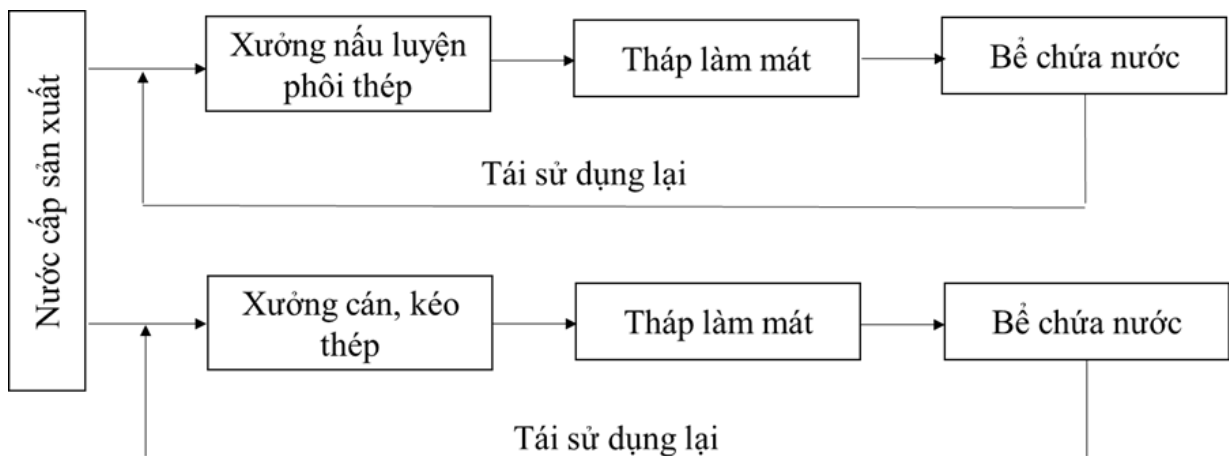 Nước cấp sản xuất
Xưởng nấu luyện
phôi thép
Tháp làm mát
Bể chứa nước
Tái sử dụng lại
Xưởng cán, kéo
thép
Tháp làm mát
Bể chứa nước
Tái sử dụng lại